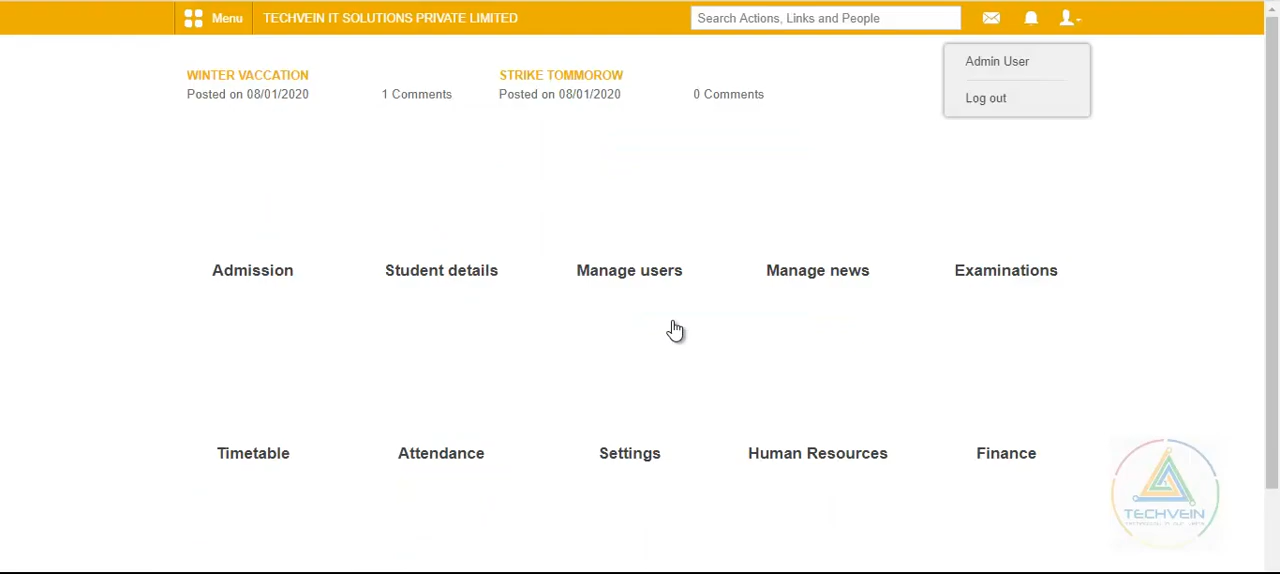 Menu
TECHVEIN IT SOLUTIONS PRIVATE LIMITED
Search Actions, Links and People
WINTER VACCATION
Posted on 08/01/2020
1 Comments
STRIKE TOMMOROW
Posted on 08/01/2020
0 Comments
Admin User
Log out
Admission
Student details
Manage users
Manage news
Examinations
Timetable
Attendance
Settings
Human Resources
Finance
TECHVEIN